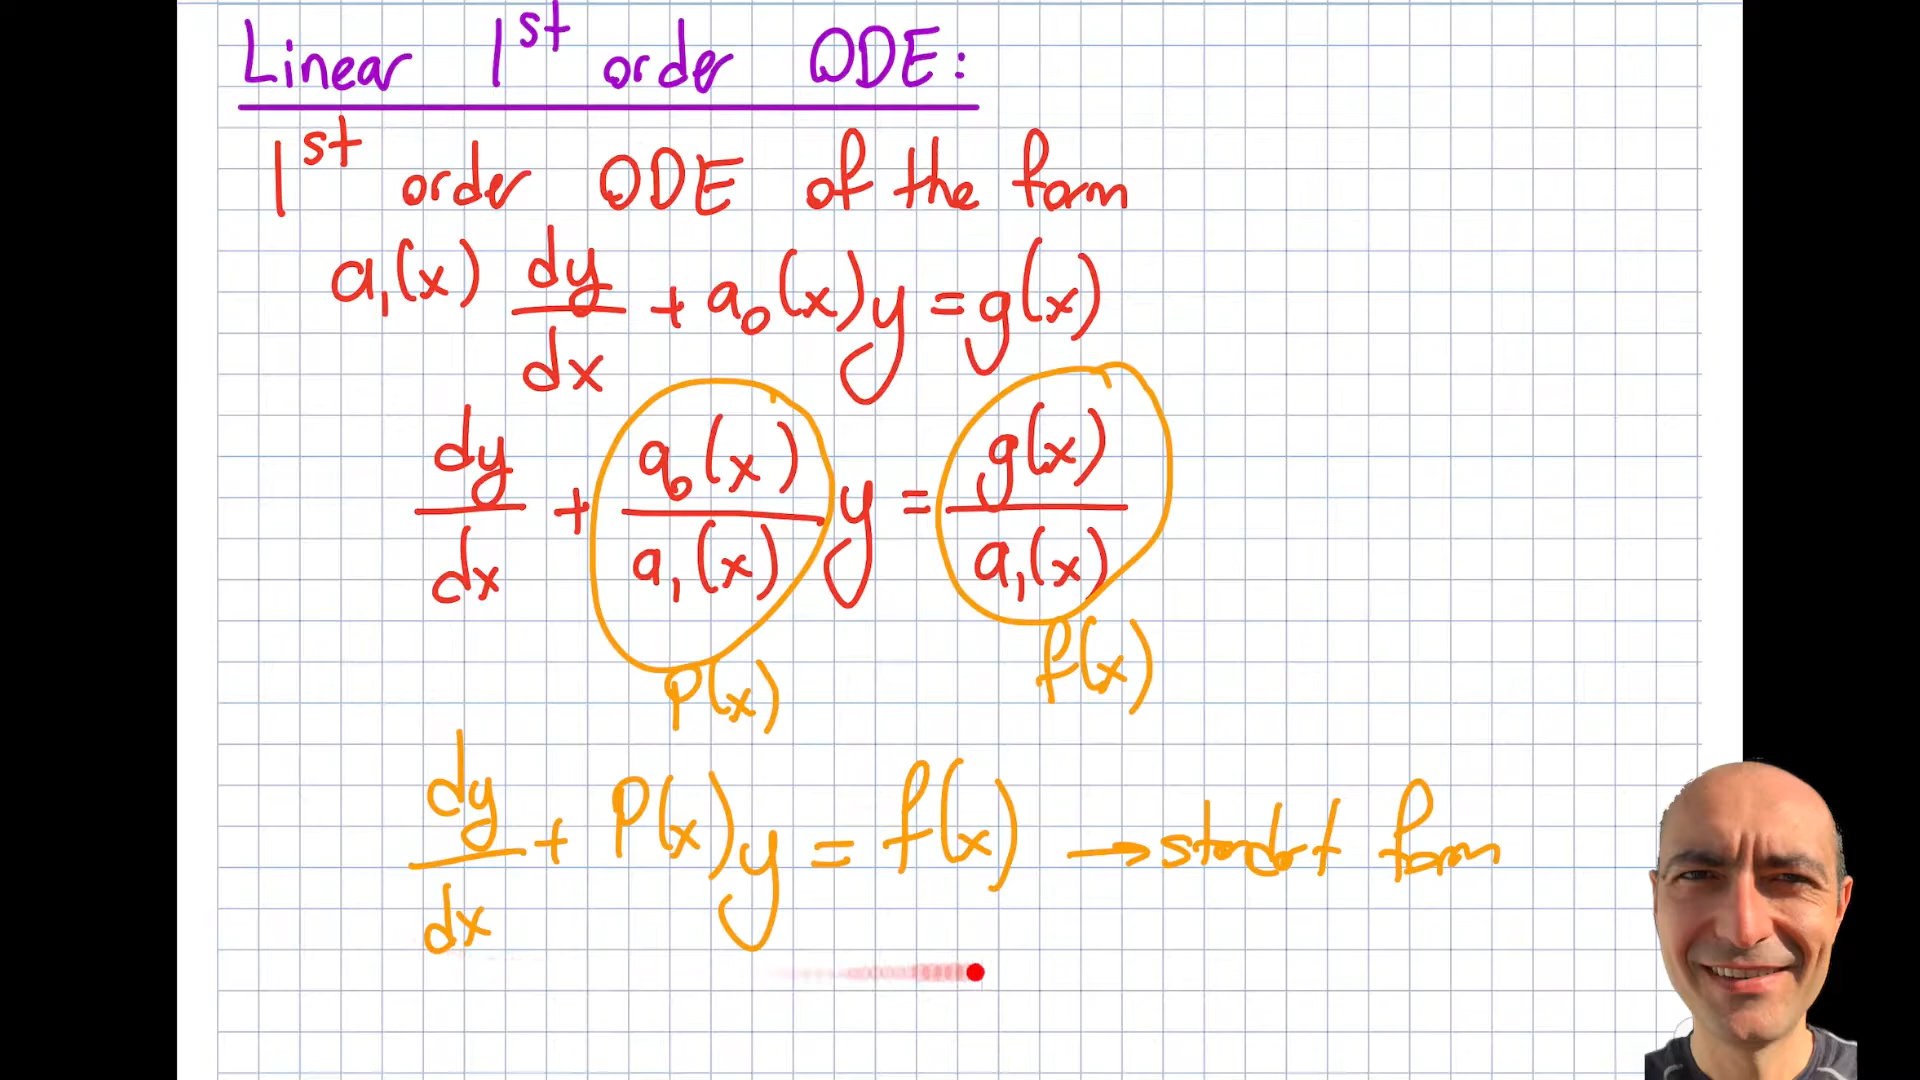 Linear 1st order ODE:
1st order ODE of the form
a₁(x) dy/dx + a₀(x)y = g(x)
dy/dx + a₀(x)/a₁(x) y = g(x)/a₁(x)
P(x) f(x)
dy/dx + P(x)y = f(x) → standart form